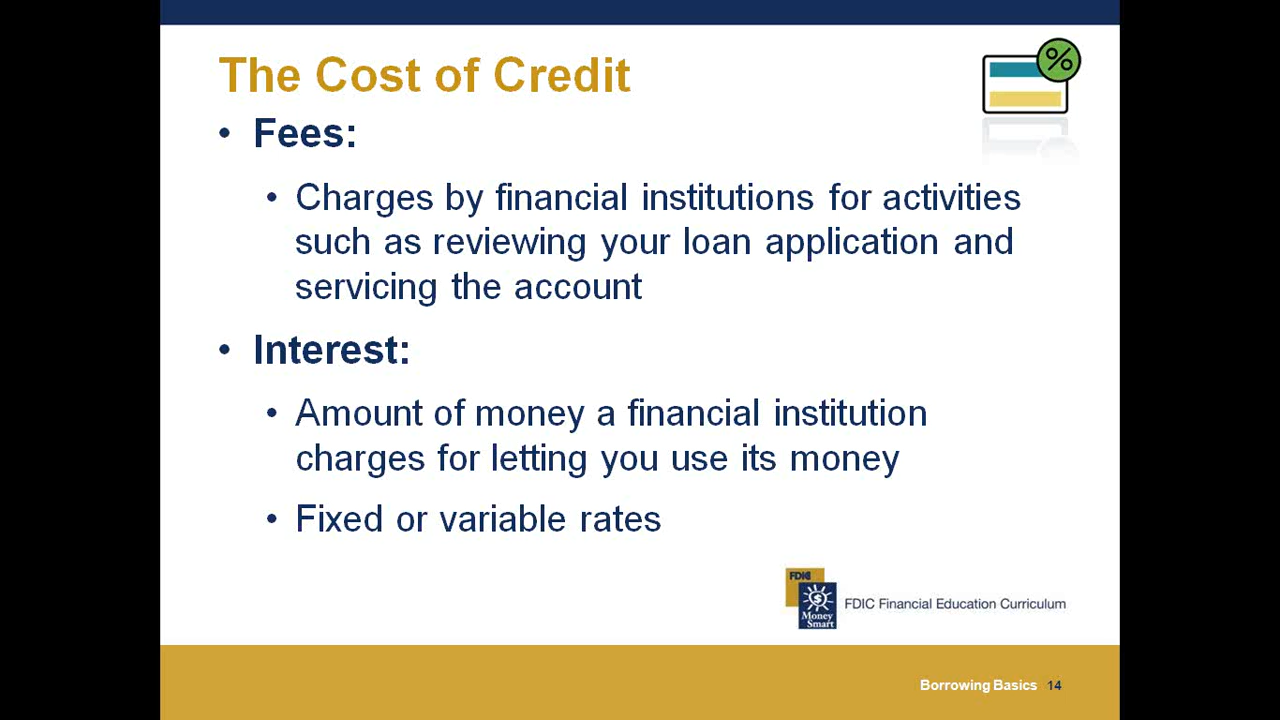 The Cost of Credit
%
• Fees:
• Charges by financial institutions for activities
such as reviewing your loan application and
servicing the account
• Interest:
• Amount of money a financial institution
charges for letting you use its money
• Fixed or variable rates
FDIC
$
Money
Smart
FDIC Financial Education Curriculum
Borrowing Basics 14